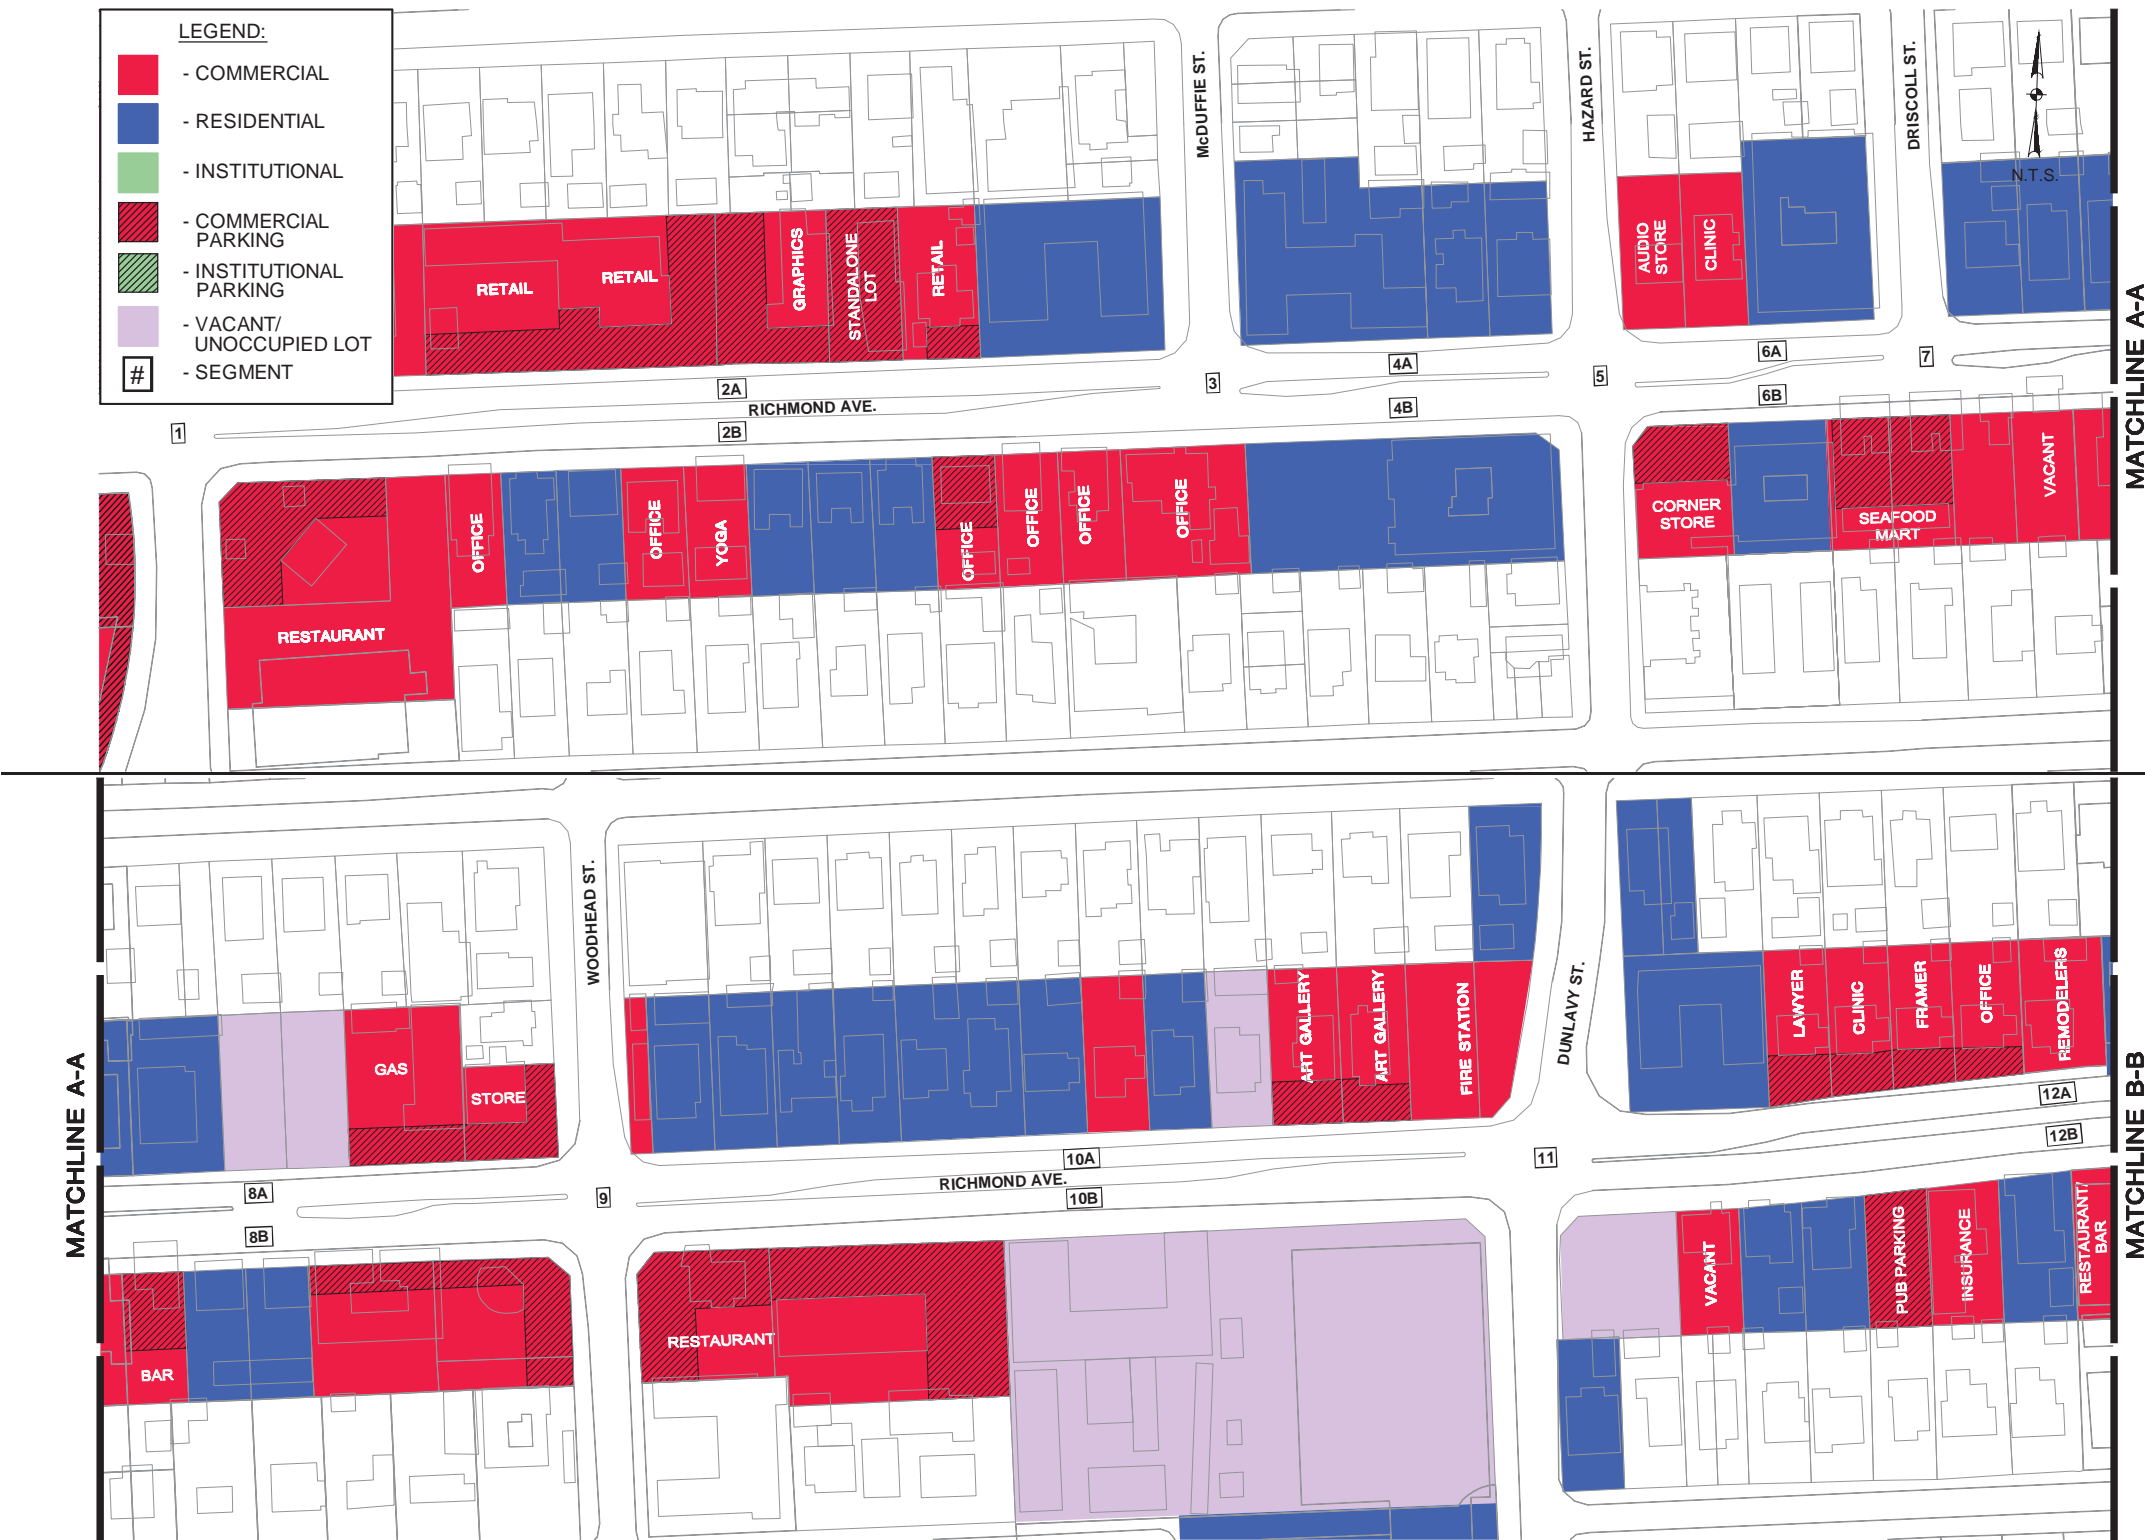 LEGEND:
- COMMERCIAL
- RESIDENTIAL
- INSTITUTIONAL
- COMMERCIAL
PARKING
- INSTITUTIONAL
PARKING
- VACANT/
UNOCCUPIED LOT
# - SEGMENT
McDUFFIE ST.
HAZARD ST.
DRISCOLL ST.
N.T.S.
MATCHLINE A-A
RETAIL
RETAIL
GRAPHICS
STANDALONE
LOT
RETAIL
AUDIO
STORE
CLINIC
2A
3
4A
5
6A
7
RICHMOND AVE.
1
2B
4B
6B
OFFICE
OFFICE
YOGA
OFFICE
OFFICE
OFFICE
OFFICE
CORNER
STORE
SEAFOOD
MART
VACANT
RESTAURANT
MATCHLINE A-A
WOODHEAD ST.
DUNLAVY ST.
MATCHLINE B-B
GAS
STORE
ART GALLERY
ART GALLERY
FIRE STATION
LAWYER
CLINIC
FRAMER
OFFICE
REMODELERS
8A
9
10A
11
12A
RICHMOND AVE.
8B
10B
12B
BAR
RESTAURANT
VACANT
PUB PARKING
INSURANCE
RESTAURANT/
BAR